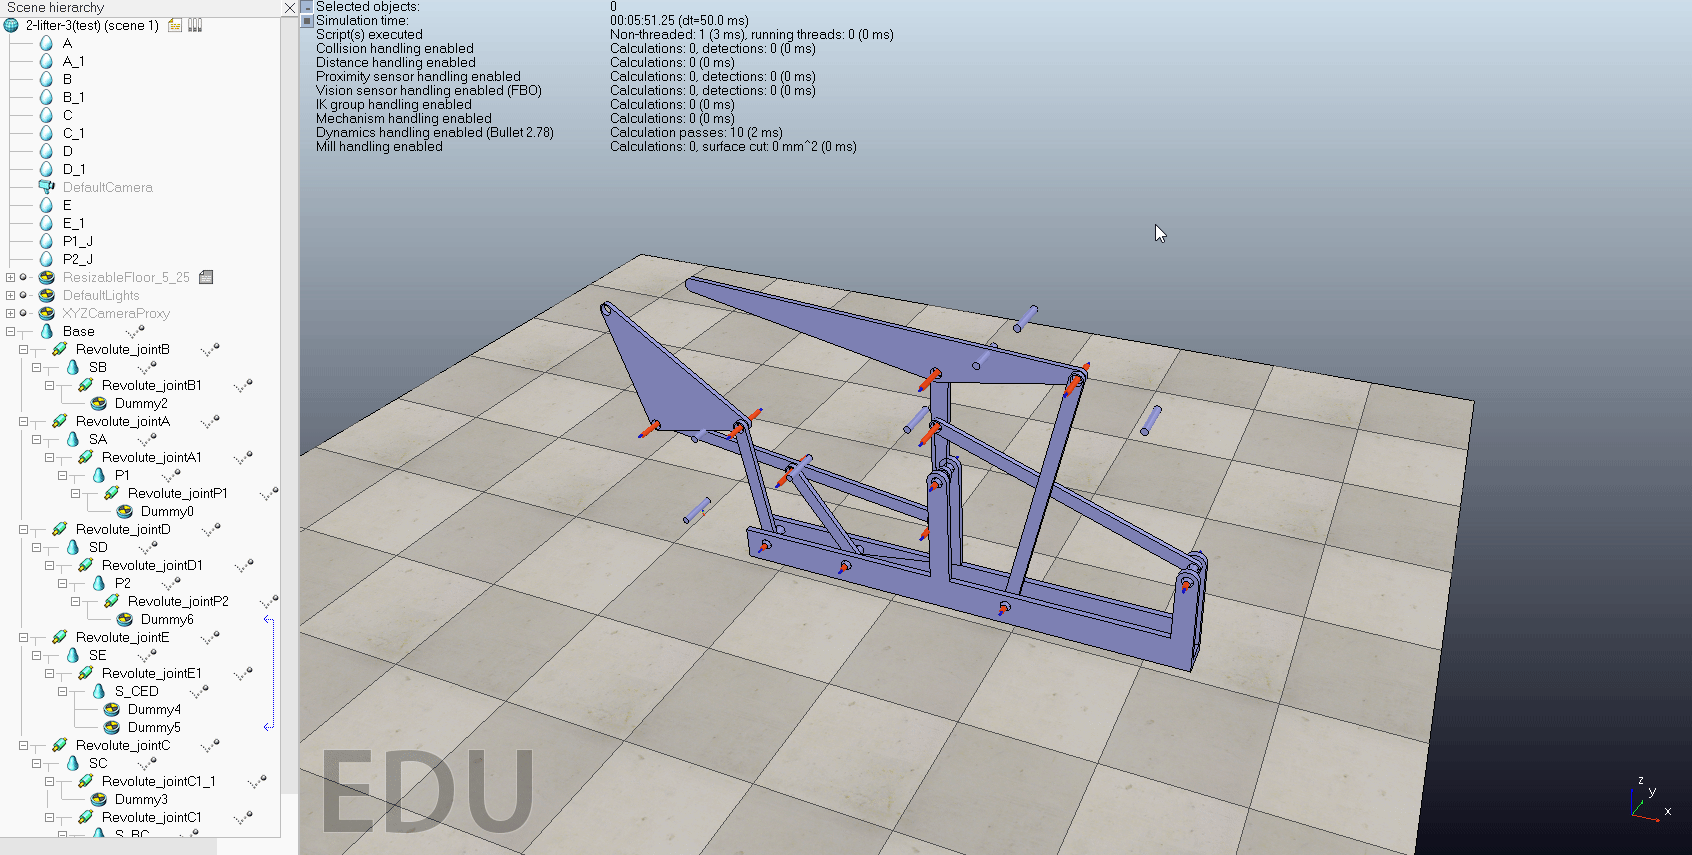 Scene hierarchy
2-lifter-3(test) (scene 1)
A
A_1
B
B_1
C
C_1
D
D_1
DefaultCamera
E
E_1
P1_J
P2_J
ResizableFloor_5_25
DefaultLights
XYZCameraProxy
Base
Revolute_jointB
SB
Revolute_jointB1
Dummy2
Revolute_jointA
SA
Revolute_jointA1
P1
Revolute_jointP1
Dummy0
Revolute_jointD
SD
Revolute_jointD1
P2
Revolute_jointP2
Dummy6
Revolute_jointE
SE
Revolute_jointE1
S_CED
Dummy4
Dummy5
Revolute_jointC
SC
Revolute_jointC1_1
Dummy3
Revolute_jointC1
S_BC
Selected objects: 0
Simulation time: 00:05:51.25 (dt=50.0 ms)
Script(s) executed Non-threaded: 1 (3 ms), running threads: 0 (0 ms)
Collision handling enabled Calculations: 0, detections: 0 (0 ms)
Distance handling enabled Calculations: 0 (0 ms)
Proximity sensor handling enabled Calculations: 0, detections: 0 (0 ms)
Vision sensor handling enabled (FBO) Calculations: 0, detections: 0 (0 ms)
IK group handling enabled Calculations: 0 (0 ms)
Mechanism handling enabled Calculations: 0 (0 ms)
Dynamics handling enabled (Bullet 2.78) Calculation passes: 10 (2 ms)
Mill handling enabled Calculations: 0, surface cut: 0 mm^2 (0 ms)
EDU
z
y
x